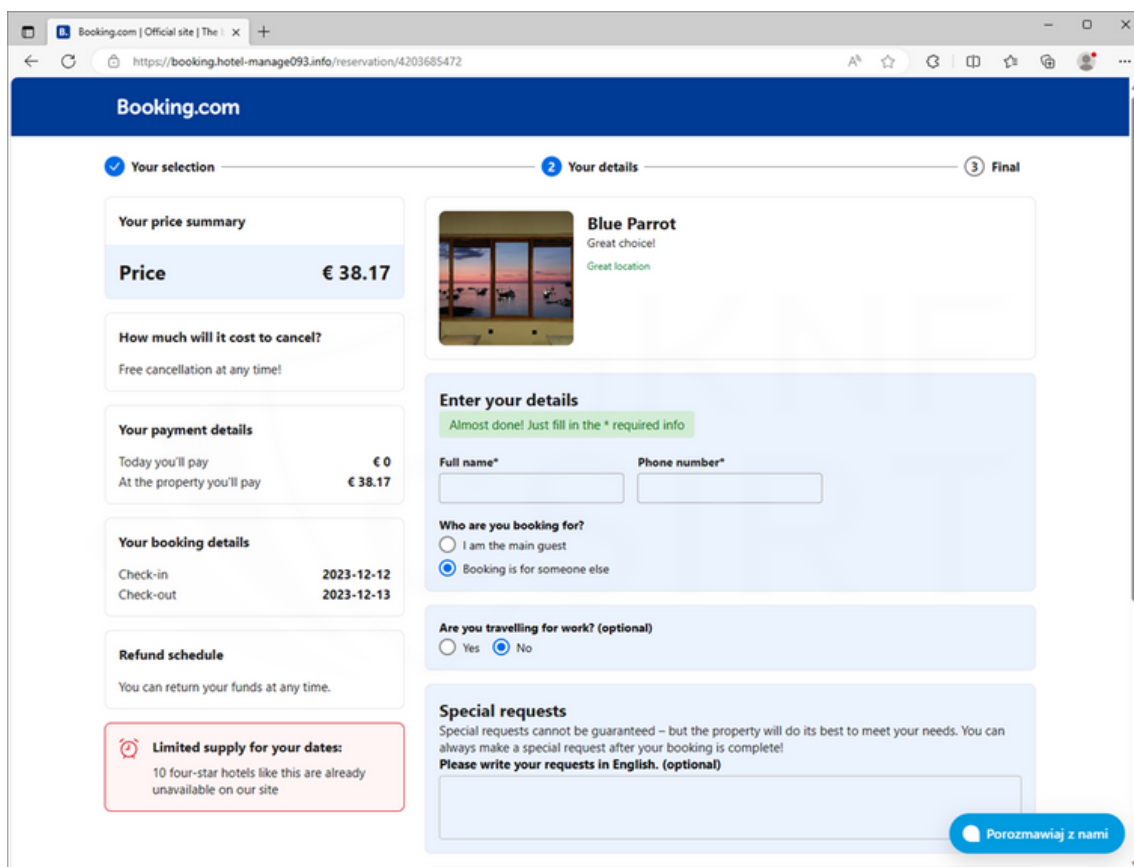 Booking.com | Official site | The
https://booking.hotel-manage093.info/reservation/4203685472
Booking.com
Your selection
2 Your details
3 Final
Your price summary
Price € 38.17
How much will it cost to cancel?
Free cancellation at any time!
Your payment details
Today you'll pay € 0
At the property you'll pay € 38.17
Your booking details
Check-in 2023-12-12
Check-out 2023-12-13
Refund schedule
You can return your funds at any time.
Limited supply for your dates:
10 four-star hotels like this are already
unavailable on our site
Blue Parrot
Great choice!
Great location
Enter your details
Almost done! Just fill in the * required info
Full name* Phone number*
Who are you booking for?
I am the main guest
Booking is for someone else
Are you travelling for work? (optional)
Yes No
Special requests
Special requests cannot be guaranteed – but the property will do its best to meet your needs. You can
always make a special request after your booking is complete!
Please write your requests in English. (optional)
Porozmawiaj z nami